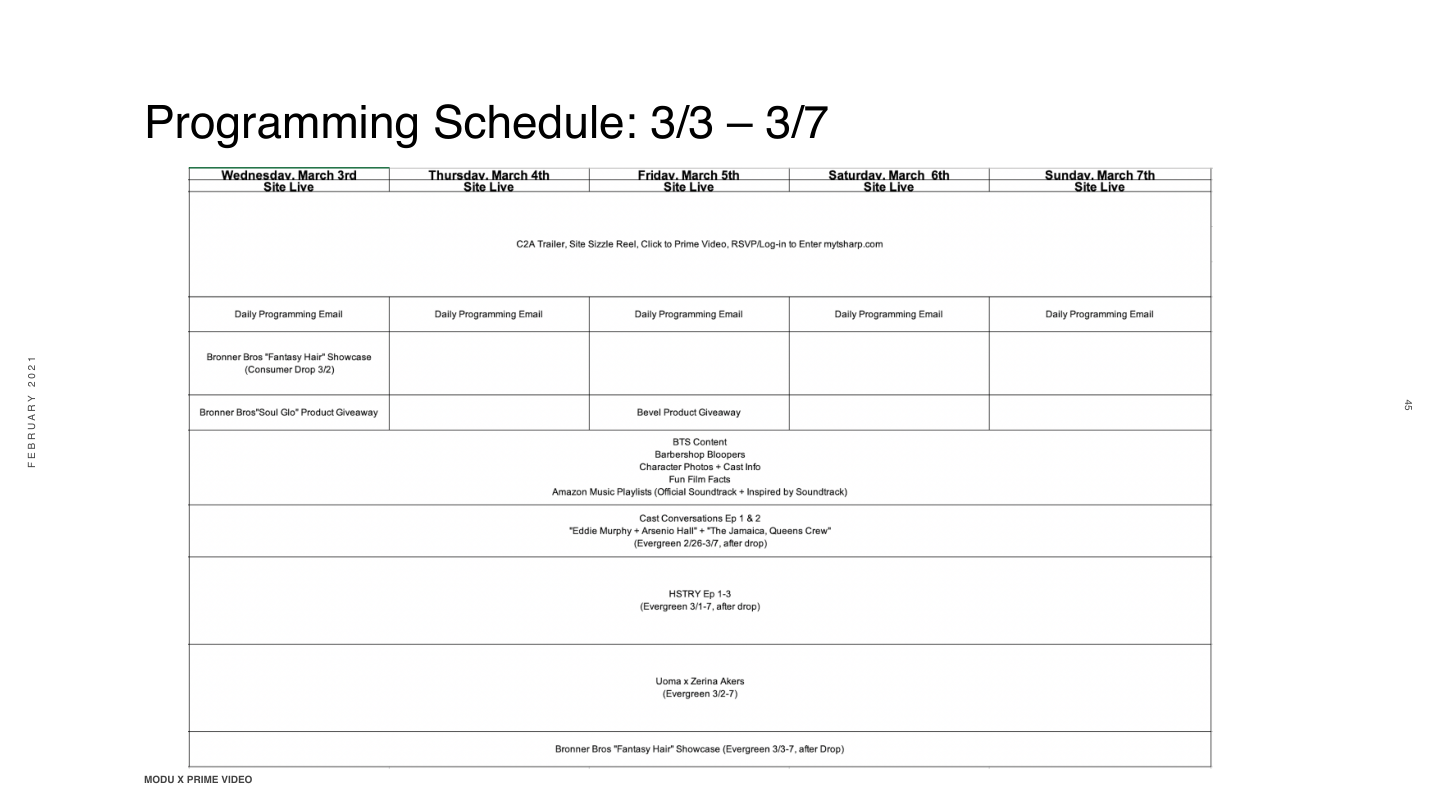 Programming Schedule: 3/3 – 3/7
Wednesday, March 3rd
Thursday, March 4th
Friday, March 5th
Saturday, March 6th
Sunday, March 7th
Site Live
Site Live
Site Live
Site Live
Site Live
C2A Trailer, Site Sizzle Reel, Click to Prime Video, RSVP/Log-in to Enter mytsharp.com
Daily Programming Email
Daily Programming Email
Daily Programming Email
Daily Programming Email
Daily Programming Email
Bronner Bros "Fantasy Hair" Showcase
(Consumer Drop 3/2)
Bronner Bros"Soul Glo" Product Giveaway
Bevel Product Giveaway
BTS Content
Barbershop Bloopers
Character Photos + Cast Info
Fun Film Facts
Amazon Music Playlists (Official Soundtrack + Inspired by Soundtrack)
Cast Conversations Ep 1 & 2
"Eddie Murphy + Arsenio Hall" + "The Jamaica, Queens Crew"
(Evergreen 2/26-3/7, after drop)
HSTRY Ep 1-3
(Evergreen 3/1-7, after drop)
Uoma x Zerina Akers
(Evergreen 3/2-7)
Bronner Bros "Fantasy Hair" Showcase (Evergreen 3/3-7, after Drop)
MODU X PRIME VIDEO
FEBRUARY 2021
45